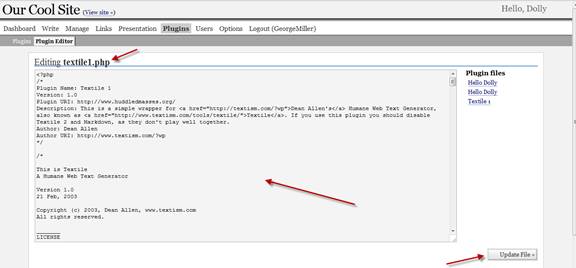 Our Cool Site (View site ») Hello, Dolly
Dashboard Write Manage Links Presentation Plugins Users Options Logout (GeorgeMiller)
Plugins Plugin Editor
Editing textile1.php
Plugin files
Hello Dolly
Hello Dolly
Textile 1
<?php
/*
Plugin Name: Textile 1
Version: 1.0
Plugin URI: http://www.huddledmasses.org/
Description: This is a simple wrapper for <a href="http://textism.com/?wp">Dean Allen's</a> Humane Web Text Generator,
also known as <a href="http://www.textism.com/tools/textile/">Textile</a>. If you use this plugin you should disable
Textile 2 and Markdown, as they don't play well together.
Author: Dean Allen
Author URI: http://www.textism.com/?wp
*/
/*
This is Textile
A Humane Web Text Generator
Version 1.0
21 Feb, 2003
Copyright (c) 2003, Dean Allen, www.textism.com
All rights reserved.
_______
LICENSE
Update File »